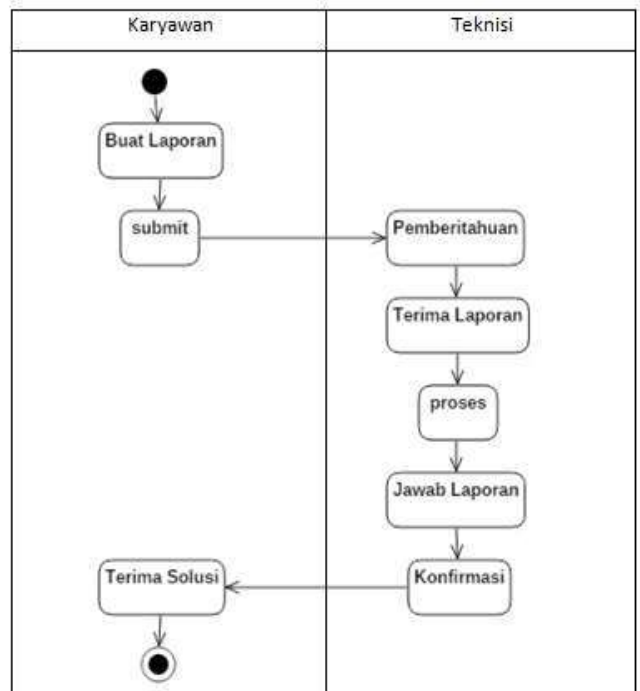 Karyawan
Teknisi
Buat Laporan
submit
Pemberitahuan
Terima Laporan
proses
Jawab Laporan
Konfirmasi
Terima Solusi